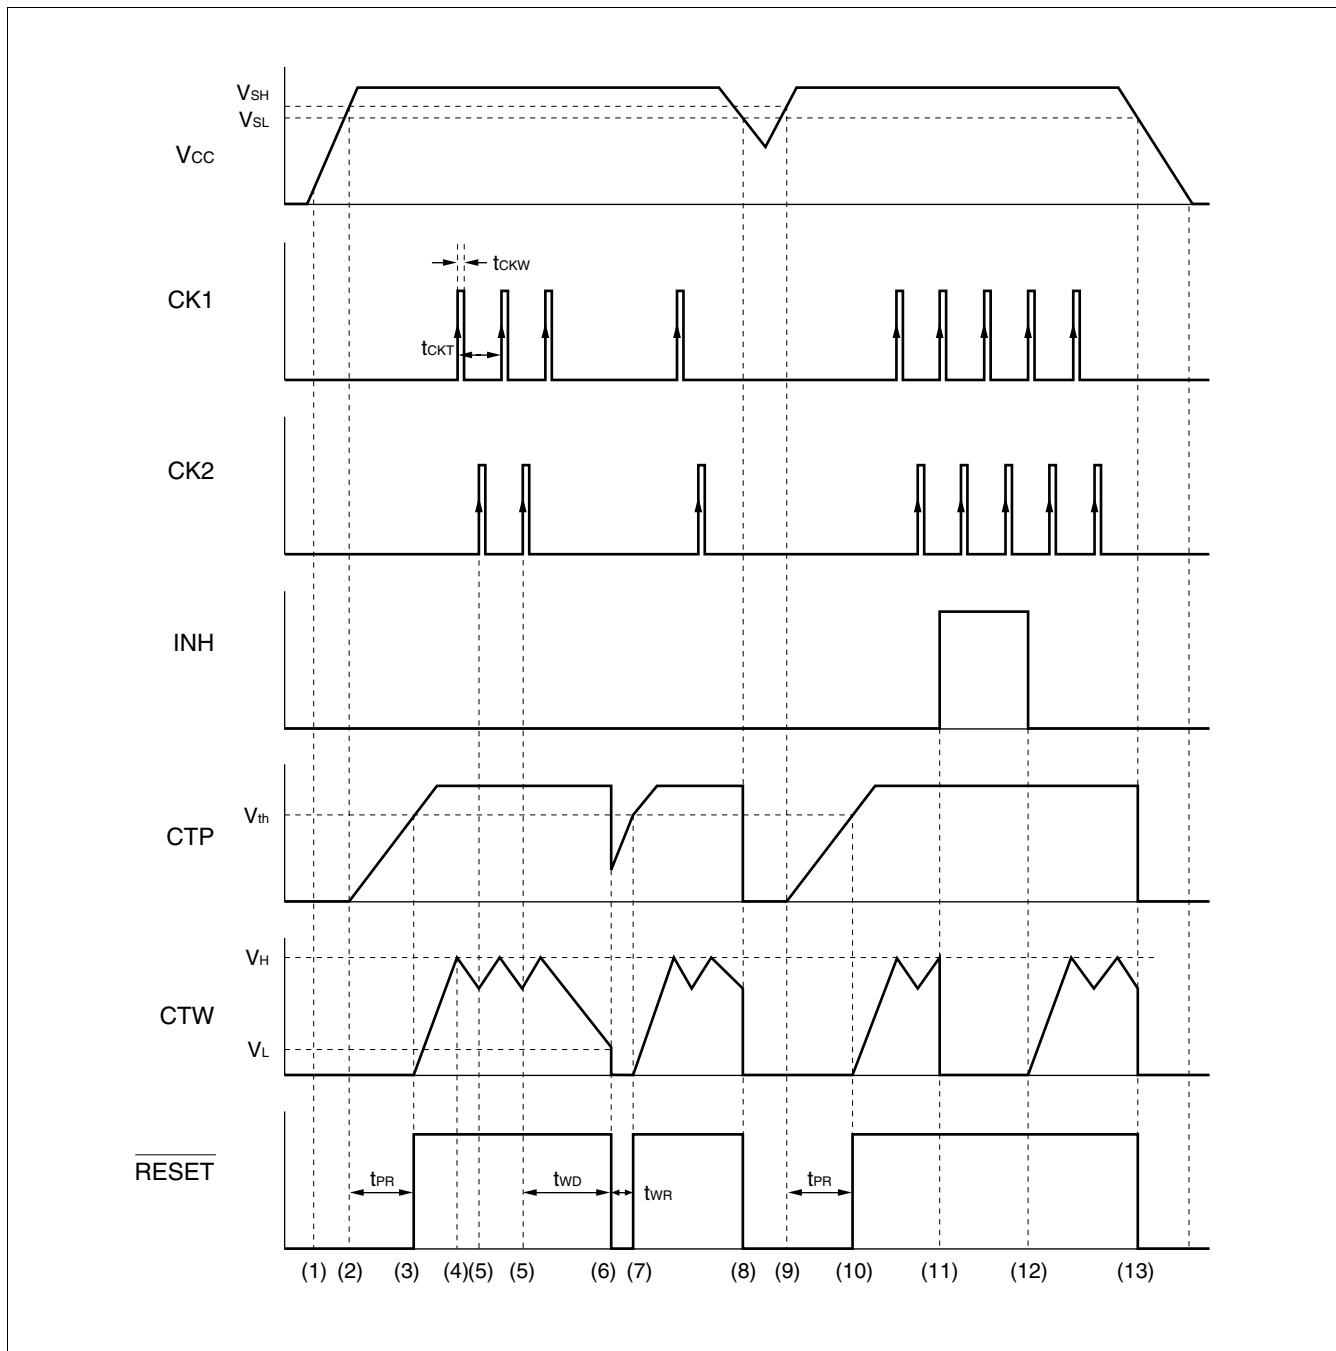 VSH
VSL
VCC
tCKW
CK1
tCKT
CK2
INH
Vth
CTP
VH
CTW
VL
RESET
tPR
tWD
tWR
tPR
(1) (2) (3) (4)(5) (5) (6) (7) (8) (9) (10) (11) (12) (13)